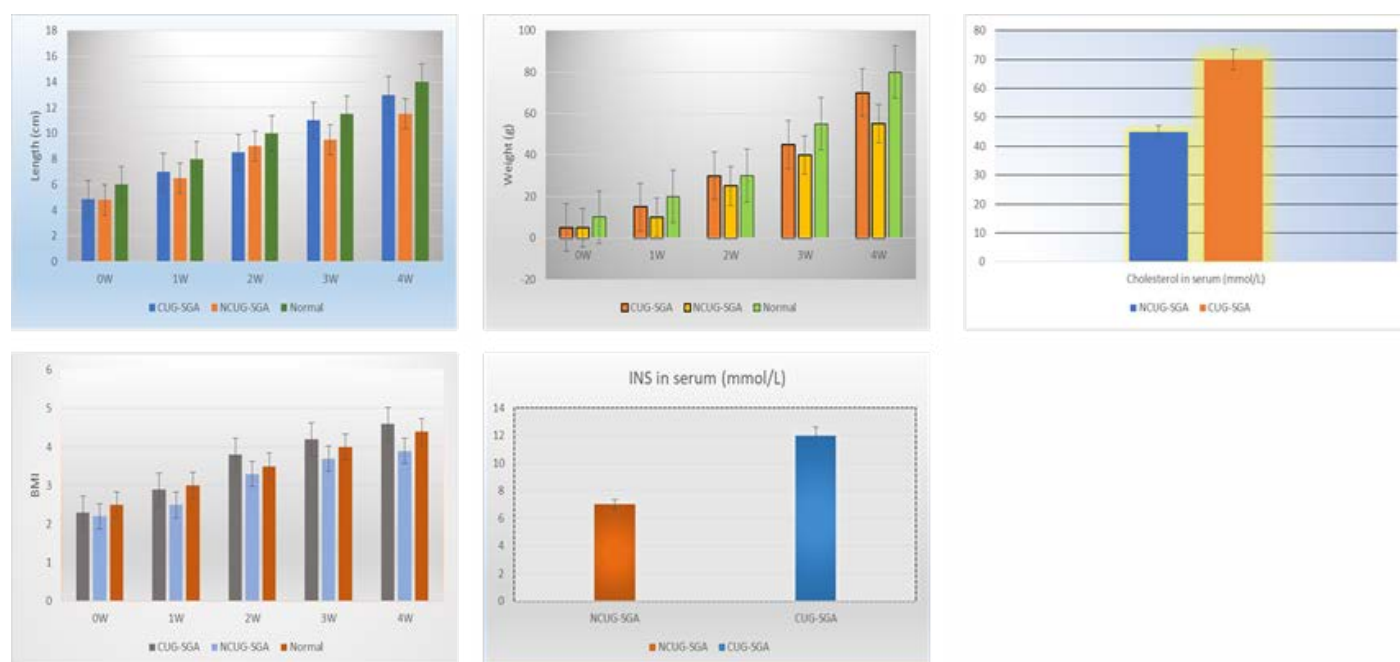 Length (cm)
18
16
14
12
10
8
6
4
2
0
0W 1W 2W 3W 4W
CUG-SGA NCUG-SGA Normal
Weight (g)
100
80
60
40
20
0
-20
0W 1W 2W 3W 4W
CUG-SGA NCUG-SGA Normal
80
70
60
50
40
30
20
10
0
Cholesterol in serum (mmol/L)
NCUG-SGA CUG-SGA
BMI
6
5
4
3
2
1
0
0W 1W 2W 3W 4W
CUG-SGA NCUG-SGA Normal
INS in serum (mmol/L)
14
12
10
8
6
4
2
0
NCUG-SGA CUG-SGA
NCUG-SGA CUG-SGA